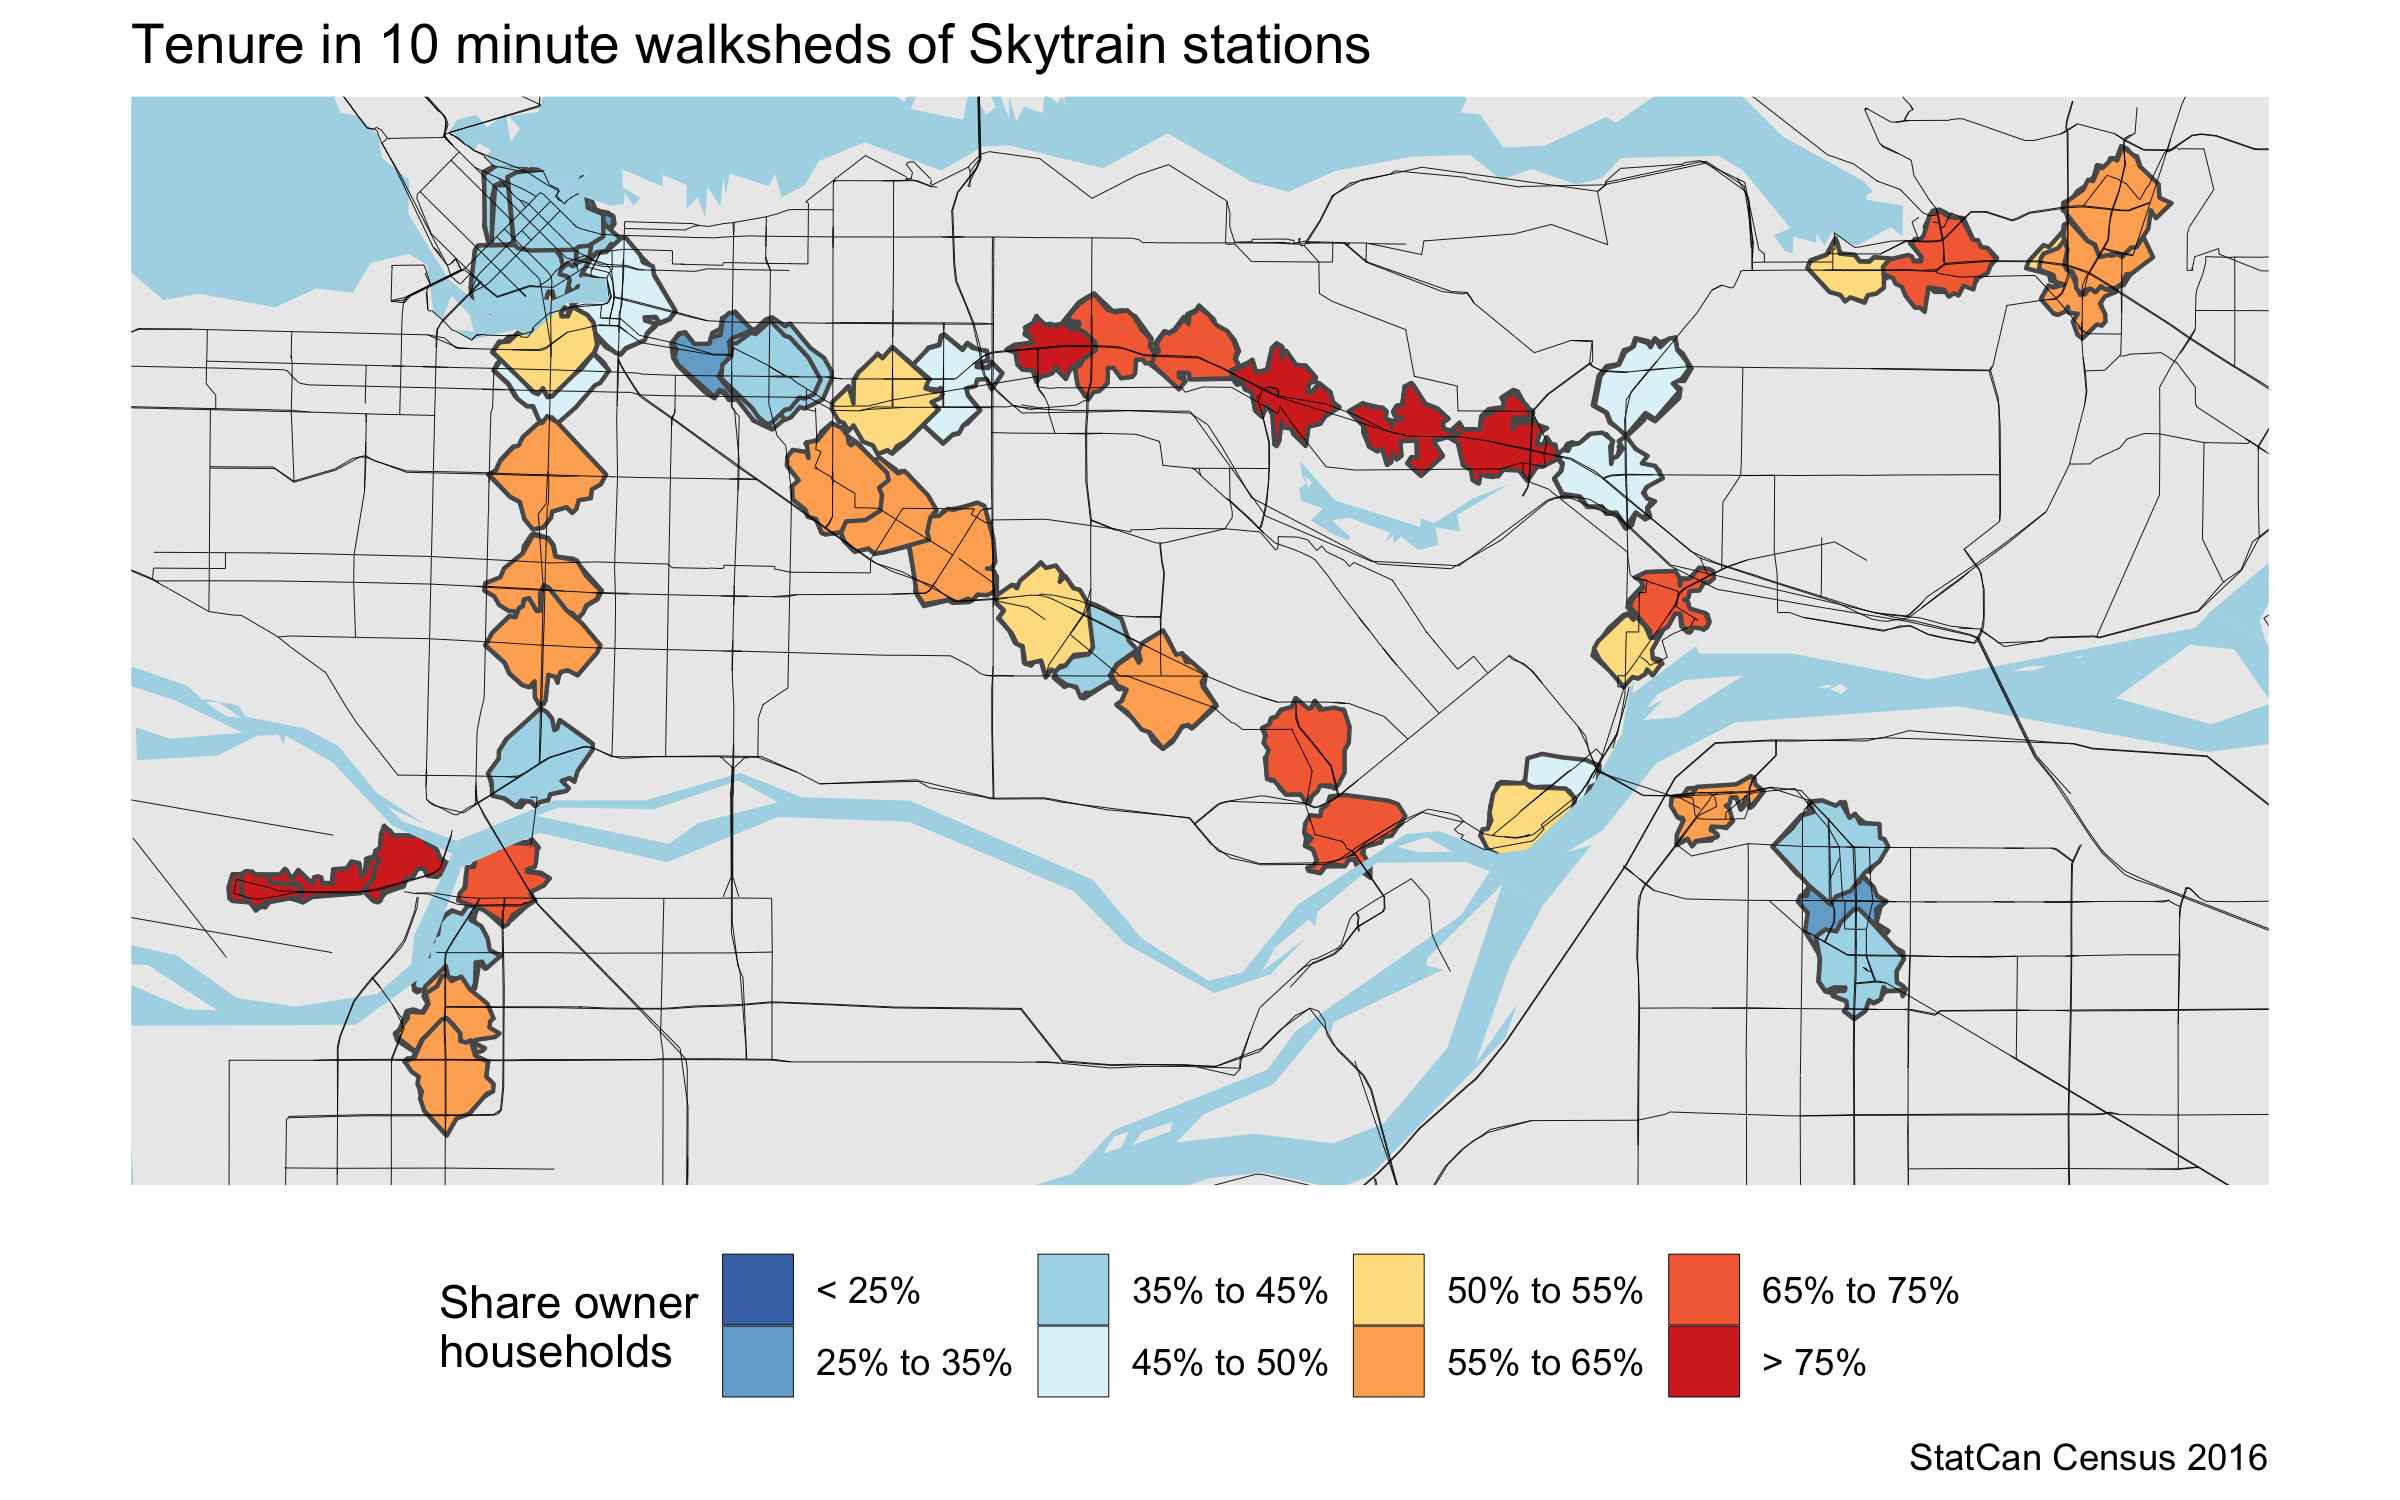 Tenure in 10 minute walksheds of Skytrain stations
Share owner
households
< 25%
25% to 35%
35% to 45%
45% to 50%
50% to 55%
55% to 65%
65% to 75%
> 75%
StatCan Census 2016